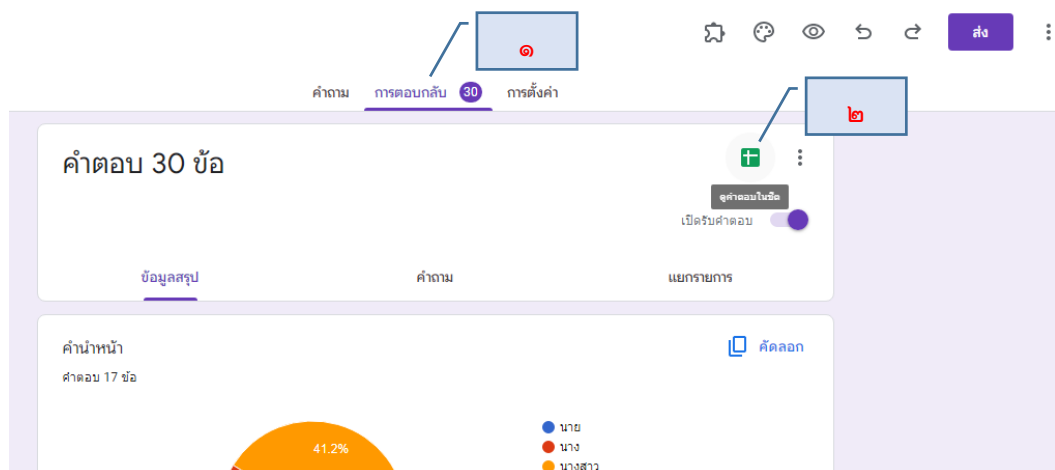 ๑
ส่ง
คำถาม การตอบกลับ 30 การตั้งค่า
๒
คำตอบ 30 ข้อ
ดูคำตอบในชีต
เปิดรับคำตอบ
ข้อมูลสรุป คำถาม แยกรายการ
คำนำหน้า คัดลอก
คำตอบ 17 ข้อ
41.2%
นาย
นาง
นางสาว